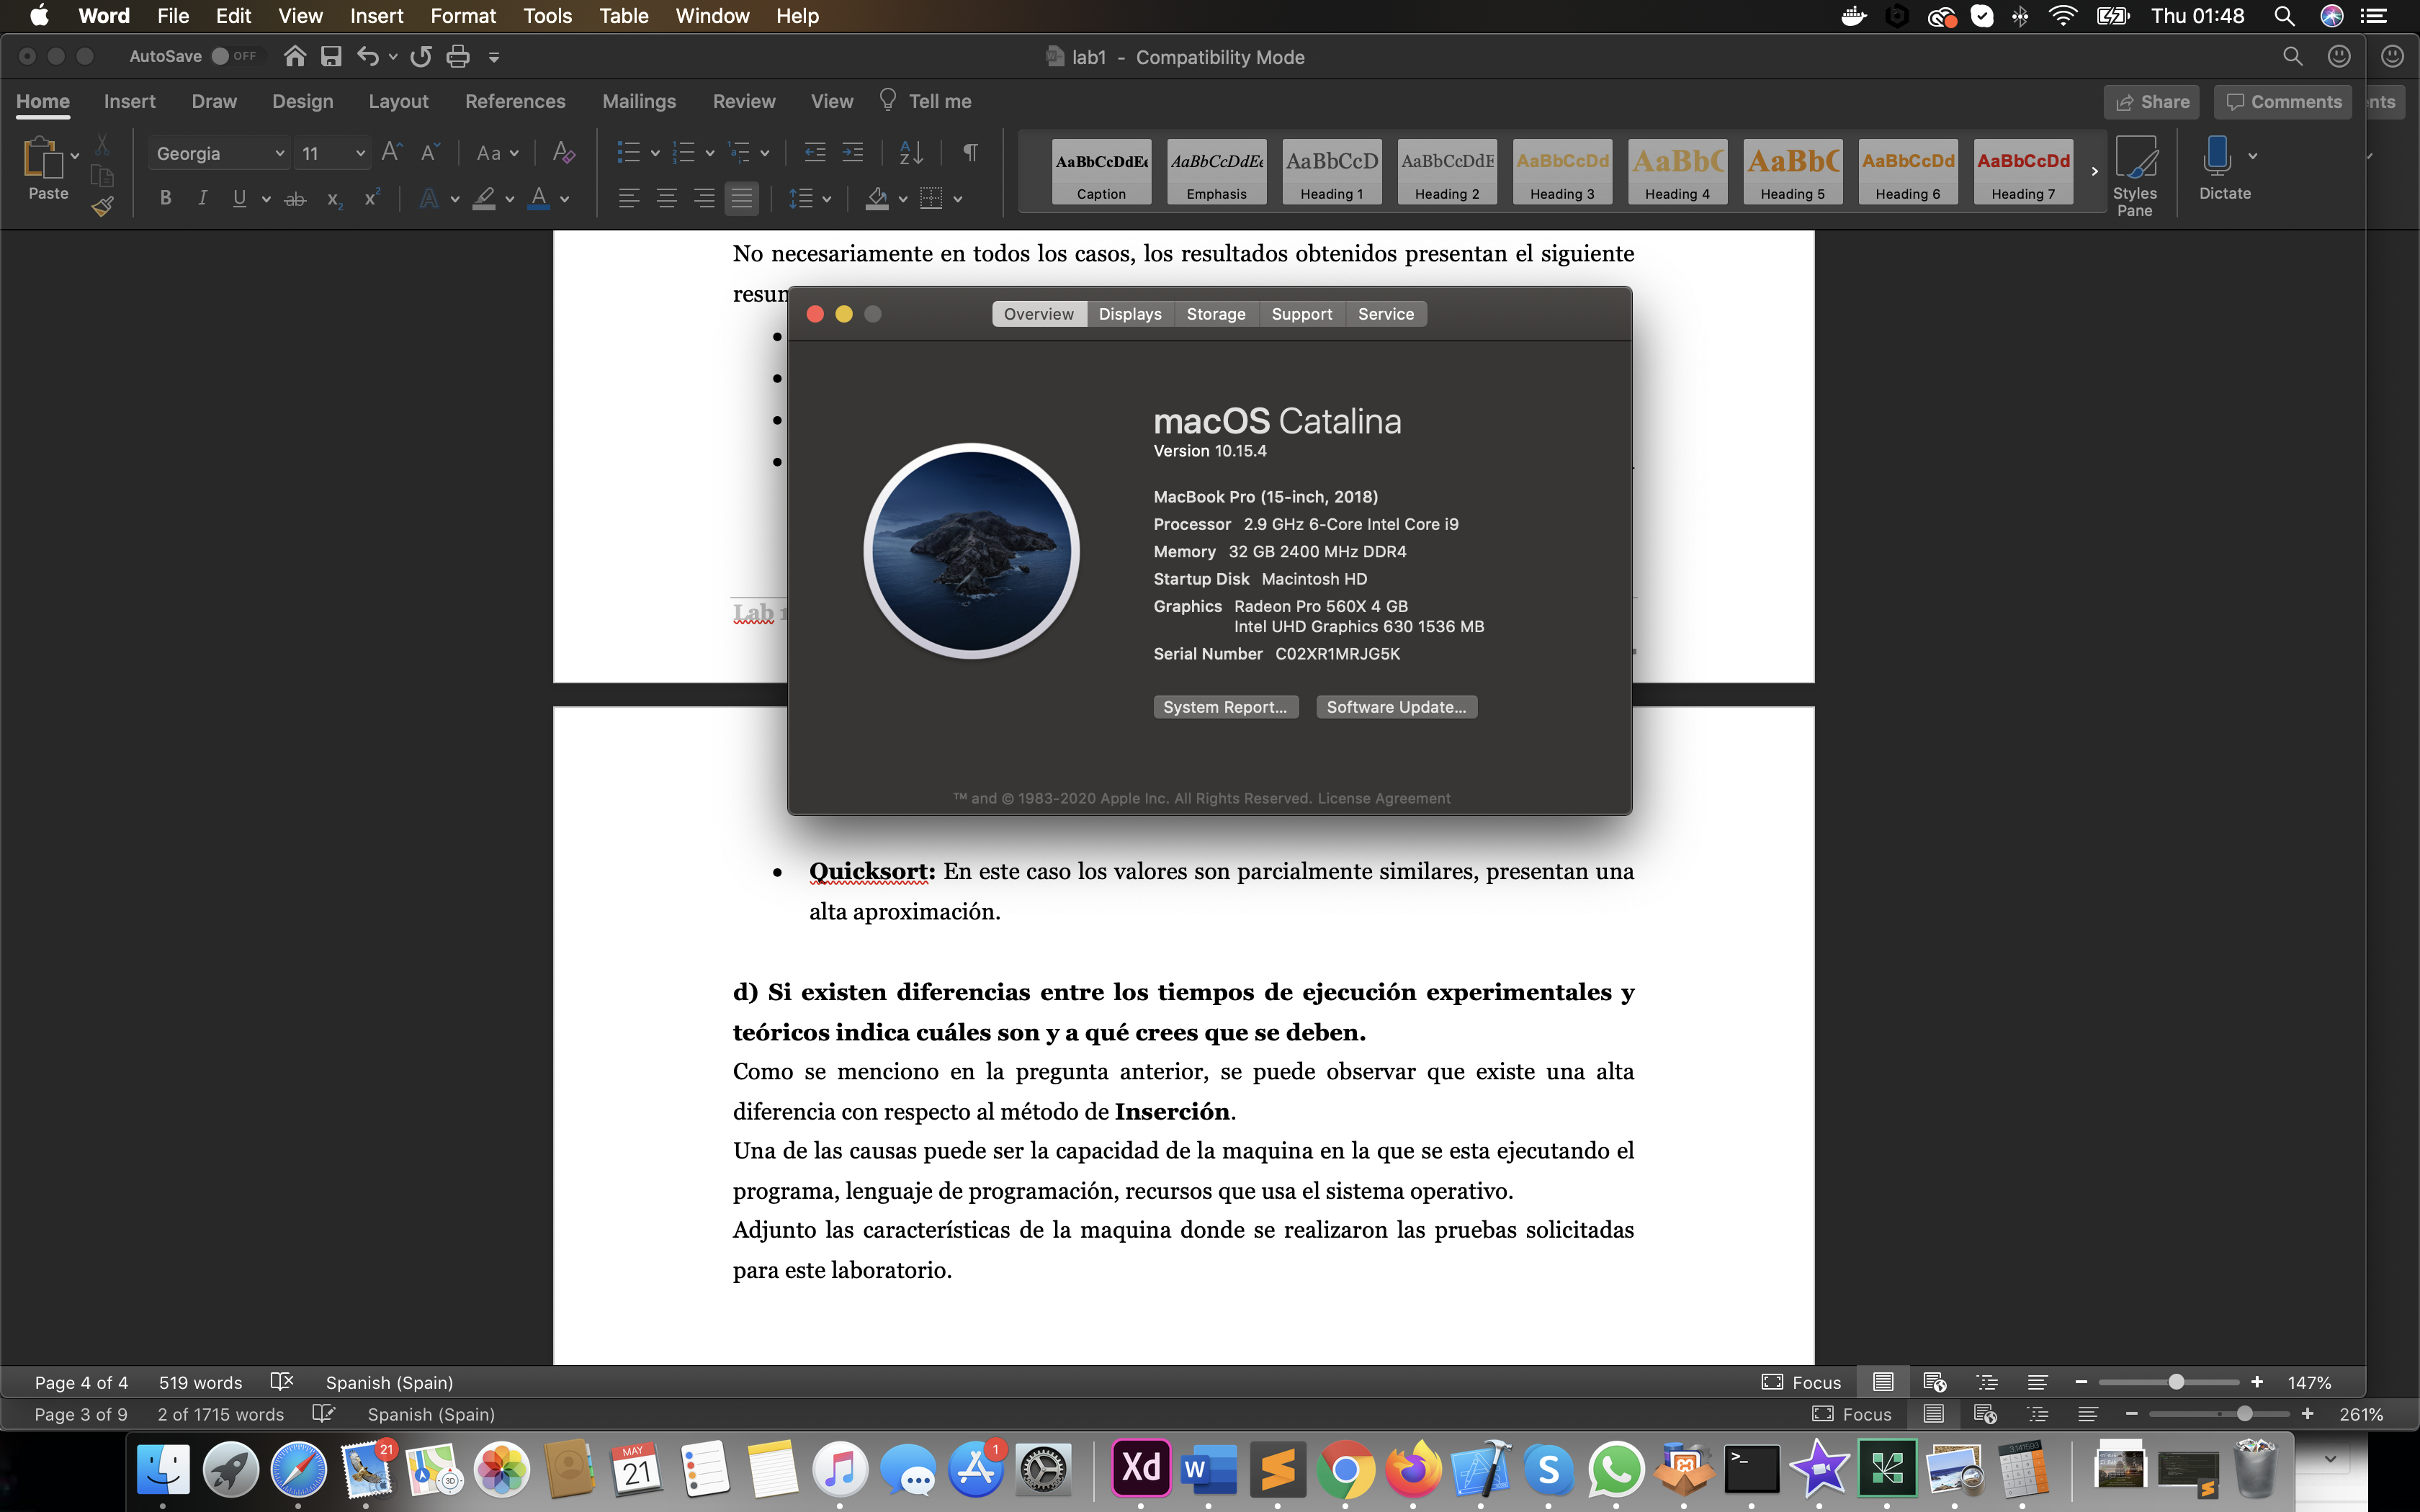 Word File Edit View Insert Format Tools Table Window Help Thu 01:48
AutoSave OFF lab1 - Compatibility Mode
Home Insert Draw Design Layout References Mailings Review View Tell me Share Comments nts
Paste Georgia 11
Caption Emphasis Heading 1 Heading 2 Heading 3 Heading 4 Heading 5 Heading 6 Heading 7 Styles Pane Dictate
No necesariamente en todos los casos, los resultados obtenidos presentan el siguiente
resum
Lab 1
Overview Displays Storage Support Service
macOS Catalina
Version 10.15.4
MacBook Pro (15-inch, 2018)
Processor 2.9 GHz 6-Core Intel Core i9
Memory 32 GB 2400 MHz DDR4
Startup Disk Macintosh HD
Graphics Radeon Pro 560X 4 GB
Intel UHD Graphics 630 1536 MB
Serial Number C02XR1MRJG5K
System Report... Software Update...
™ and © 1983-2020 Apple Inc. All Rights Reserved. License Agreement
• Quicksort: En este caso los valores son parcialmente similares, presentan una
alta aproximación.
d) Si existen diferencias entre los tiempos de ejecución experimentales y
teóricos indica cuáles son y a qué crees que se deben.
Como se menciono en la pregunta anterior, se puede observar que existe una alta
diferencia con respecto al método de Inserción.
Una de las causas puede ser la capacidad de la maquina en la que se esta ejecutando el
programa, lenguaje de programación, recursos que usa el sistema operativo.
Adjunto las características de la maquina donde se realizaron las pruebas solicitadas
para este laboratorio.
Page 4 of 4 519 words Spanish (Spain) Focus 147%
Page 3 of 9 2 of 1715 words Spanish (Spain) Focus 261%
21 3D MAY 21 1 Xd W S >_ 3.141593